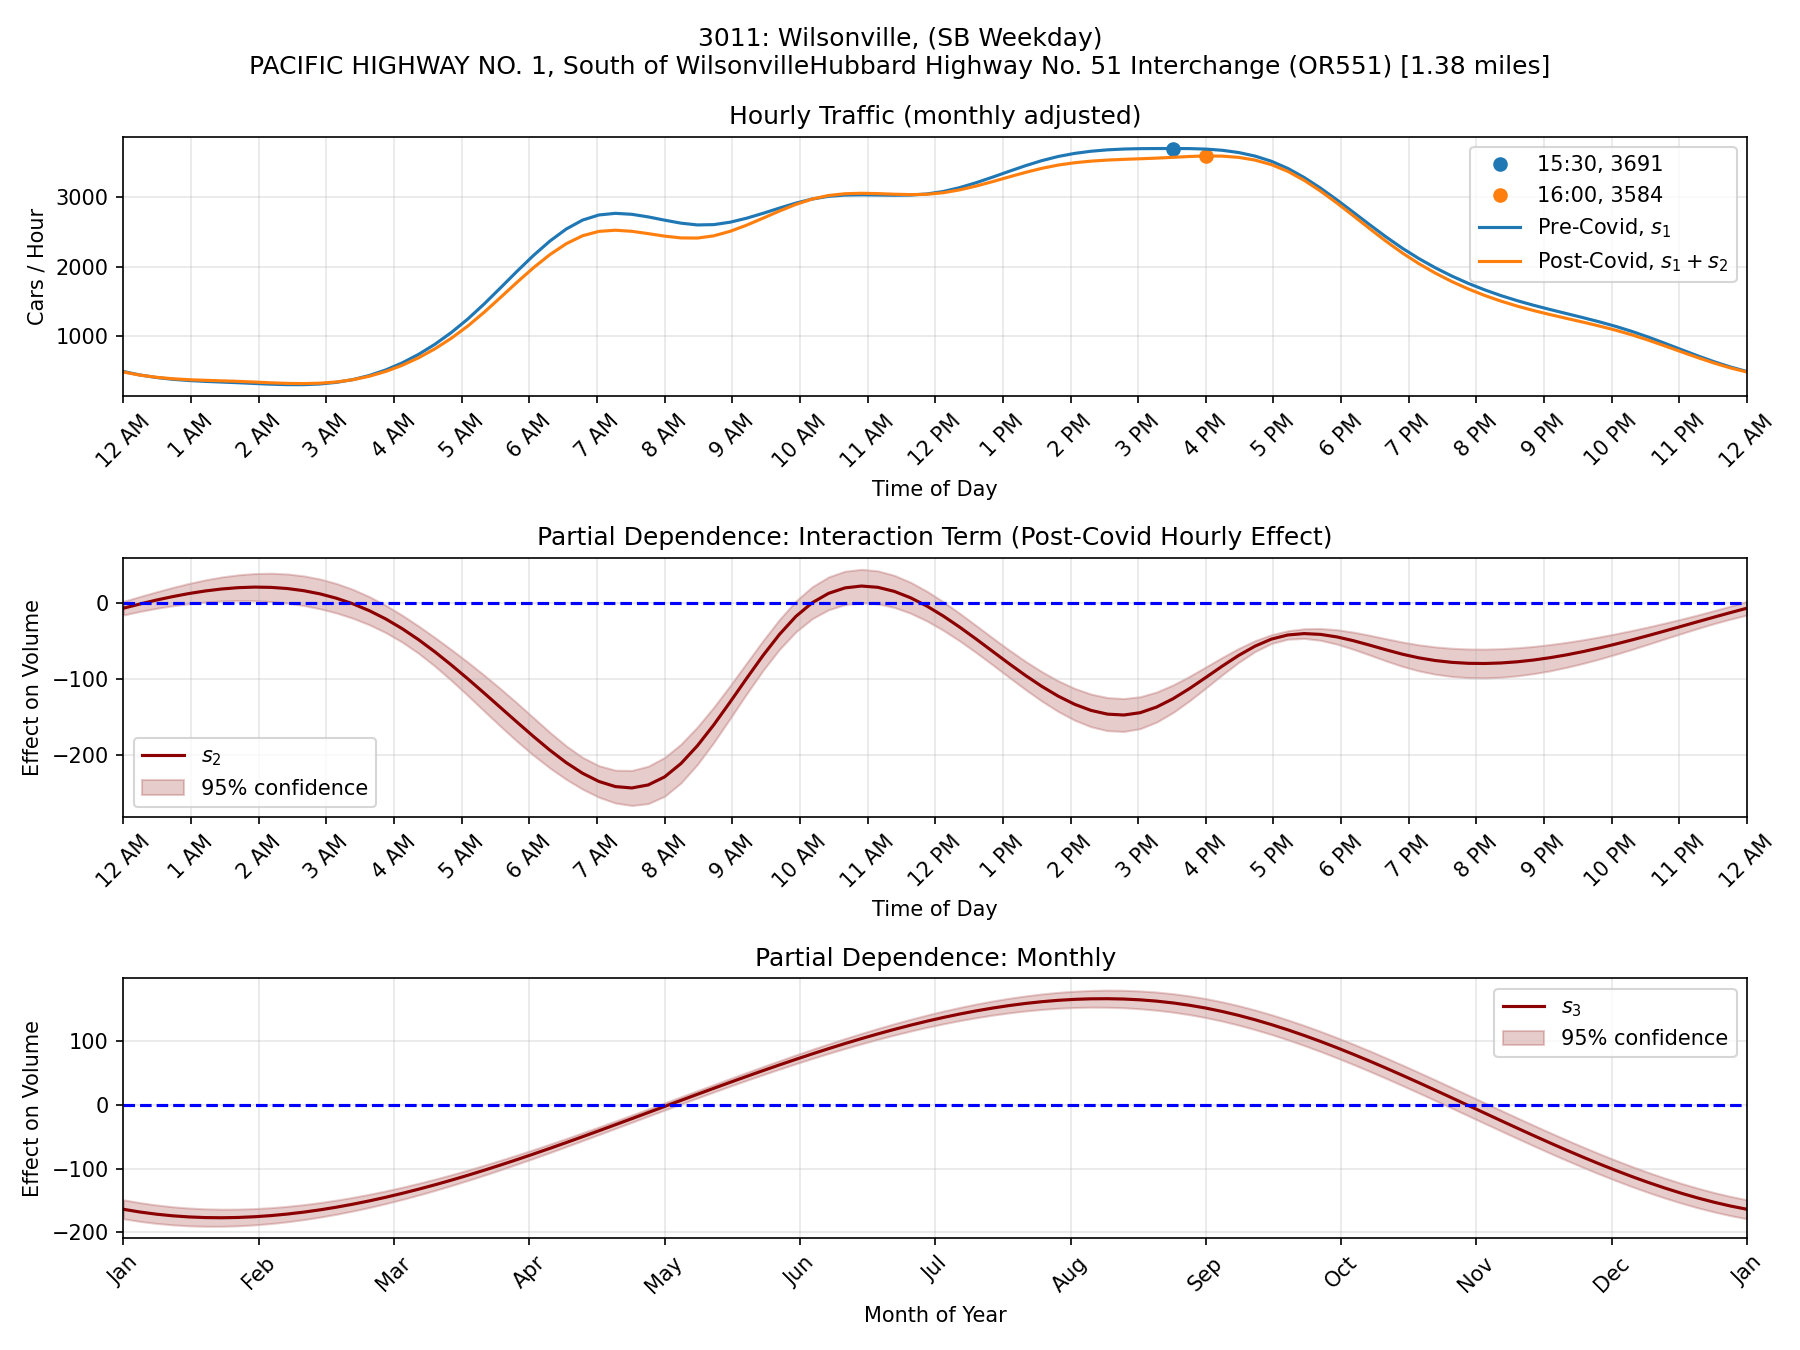 3011: Wilsonville, (SB Weekday)
PACIFIC HIGHWAY NO. 1, South of WilsonvilleHubbard Highway No. 51 Interchange (OR551) [1.38 miles]
Hourly Traffic (monthly adjusted)
Cars / Hour
3000
2000
1000
15:30, 3691
16:00, 3584
Pre-Covid, s₁
Post-Covid, s₁ + s₂
12 AM 1 AM 2 AM 3 AM 4 AM 5 AM 6 AM 7 AM 8 AM 9 AM 10 AM 11 AM 12 PM 1 PM 2 PM 3 PM 4 PM 5 PM 6 PM 7 PM 8 PM 9 PM 10 PM 11 PM 12 AM
Time of Day
Partial Dependence: Interaction Term (Post-Covid Hourly Effect)
Effect on Volume
0
−100
−200
s₂
95% confidence
12 AM 1 AM 2 AM 3 AM 4 AM 5 AM 6 AM 7 AM 8 AM 9 AM 10 AM 11 AM 12 PM 1 PM 2 PM 3 PM 4 PM 5 PM 6 PM 7 PM 8 PM 9 PM 10 PM 11 PM 12 AM
Time of Day
Partial Dependence: Monthly
Effect on Volume
100
0
−100
−200
s₃
95% confidence
Jan Feb Mar Apr May Jun Jul Aug Sep Oct Nov Dec Jan
Month of Year